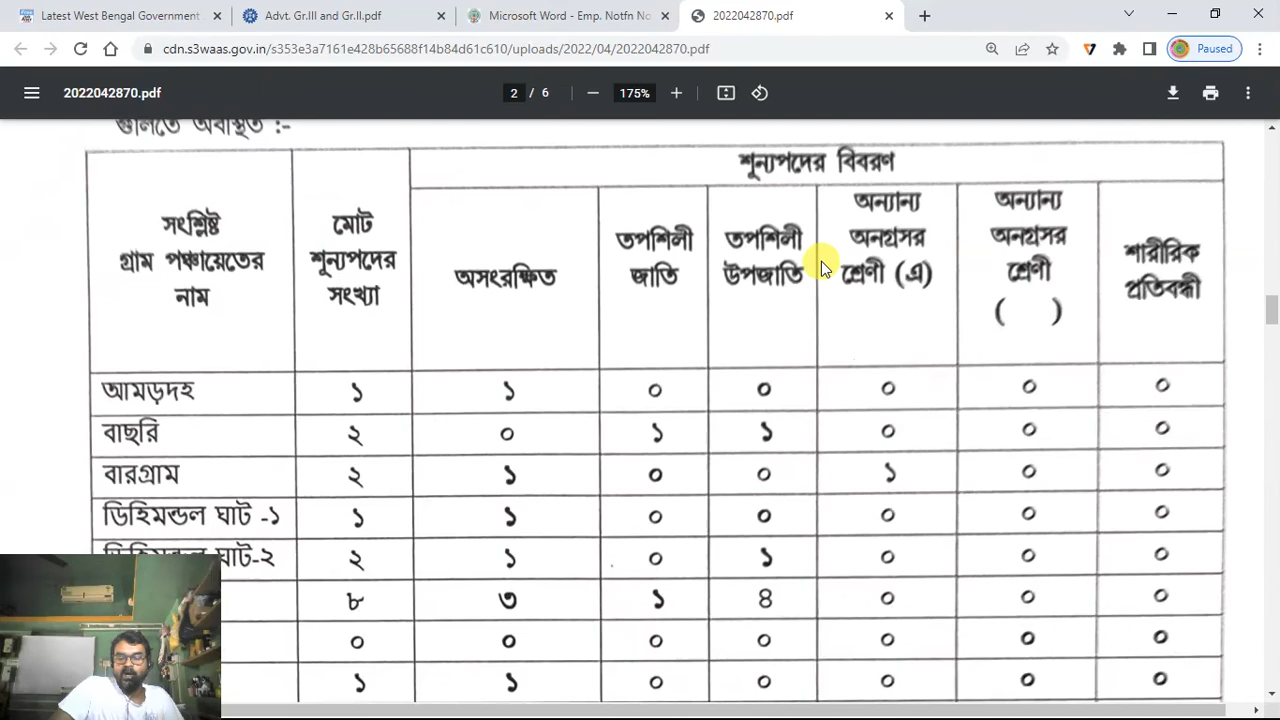 Latest West Bengal Government
Advt. Gr.III and Gr.II.pdf
Microsoft Word - Emp. Notfn No
2022042870.pdf
cdn.s3waas.gov.in/s353e3a7161e428b65688f14b84d61c610/uploads/2022/04/2022042870.pdf
Paused
2022042870.pdf
2 / 6
175%
গুলিতে অবস্থিত :-
শূন্যপদের বিবরণ
সংশ্লিষ্ট গ্রাম পঞ্চায়েতের নাম
মোট শূন্যপদের সংখ্যা
অসংরক্ষিত
তপশিলী জাতি
তপশিলী উপজাতি
অন্যান্য অনগ্রসর শ্রেণী (এ)
অন্যান্য অনগ্রসর শ্রেণী ( )
শারীরিক প্রতিবন্ধী
আমড়দহ ১ ১ ০ ০ ০ ০ ০
বাছরি ২ ০ ১ ১ ০ ০ ০
বারগ্রাম ২ ১ ০ ০ ১ ০ ০
ডিহিমন্ডল ঘাট -১ ১ ১ ০ ০ ০ ০ ০
ডিহিমন্ডল ঘাট-২ ২ ১ ০ ১ ০ ০ ০
৮ ৩ ১ 8 ০ ০ ০
০ ০ ০ ০ ০ ০ ০
১ ১ ০ ০ ০ ০ ০